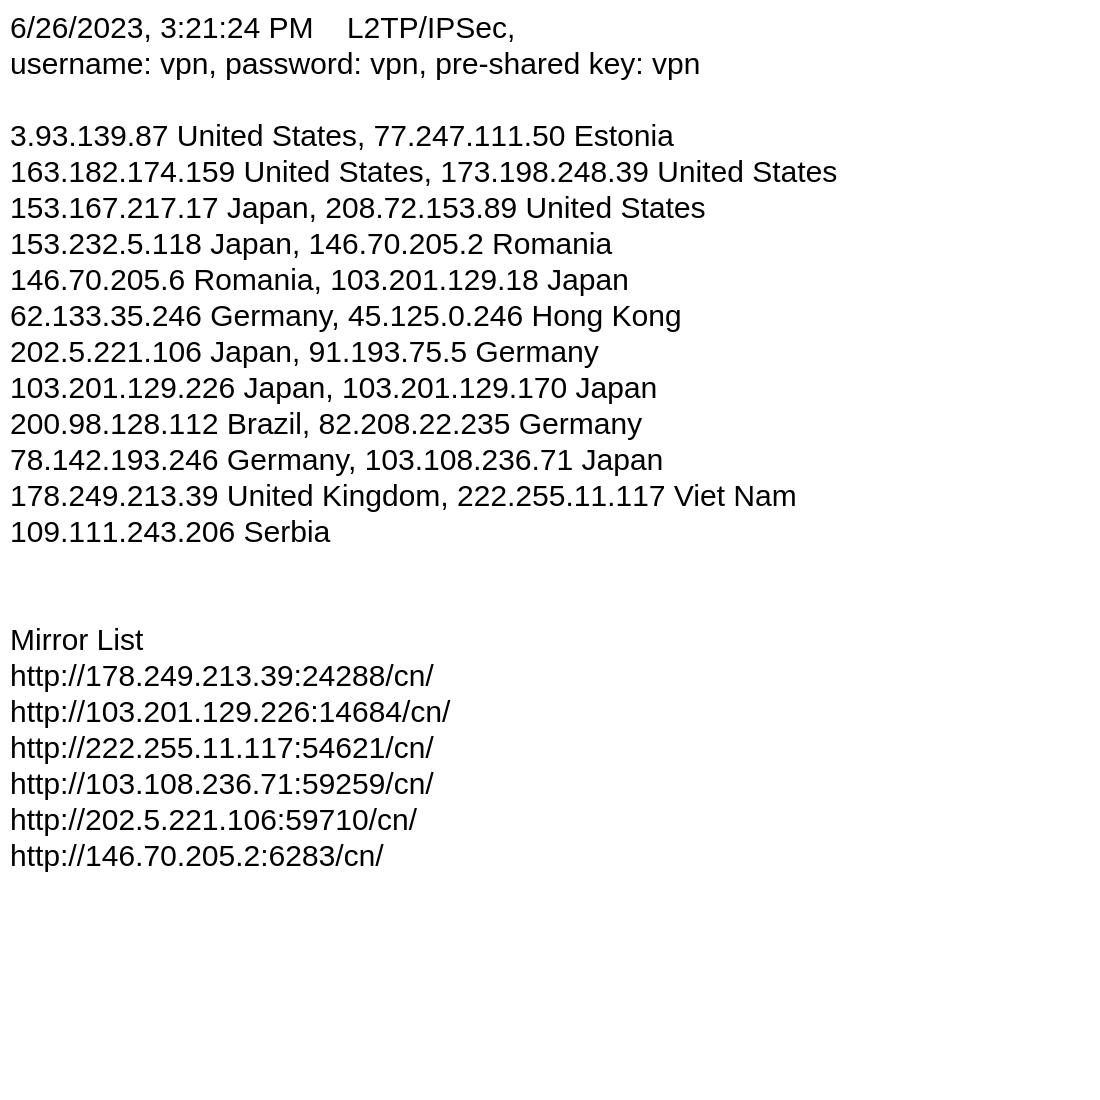 6/26/2023, 3:21:24 PM    L2TP/IPSec,
username: vpn, password: vpn, pre-shared key: vpn
3.93.139.87 United States, 77.247.111.50 Estonia
163.182.174.159 United States, 173.198.248.39 United States
153.167.217.17 Japan, 208.72.153.89 United States
153.232.5.118 Japan, 146.70.205.2 Romania
146.70.205.6 Romania, 103.201.129.18 Japan
62.133.35.246 Germany, 45.125.0.246 Hong Kong
202.5.221.106 Japan, 91.193.75.5 Germany
103.201.129.226 Japan, 103.201.129.170 Japan
200.98.128.112 Brazil, 82.208.22.235 Germany
78.142.193.246 Germany, 103.108.236.71 Japan
178.249.213.39 United Kingdom, 222.255.11.117 Viet Nam
109.111.243.206 Serbia
Mirror List
http://178.249.213.39:24288/cn/
http://103.201.129.226:14684/cn/
http://222.255.11.117:54621/cn/
http://103.108.236.71:59259/cn/
http://202.5.221.106:59710/cn/
http://146.70.205.2:6283/cn/